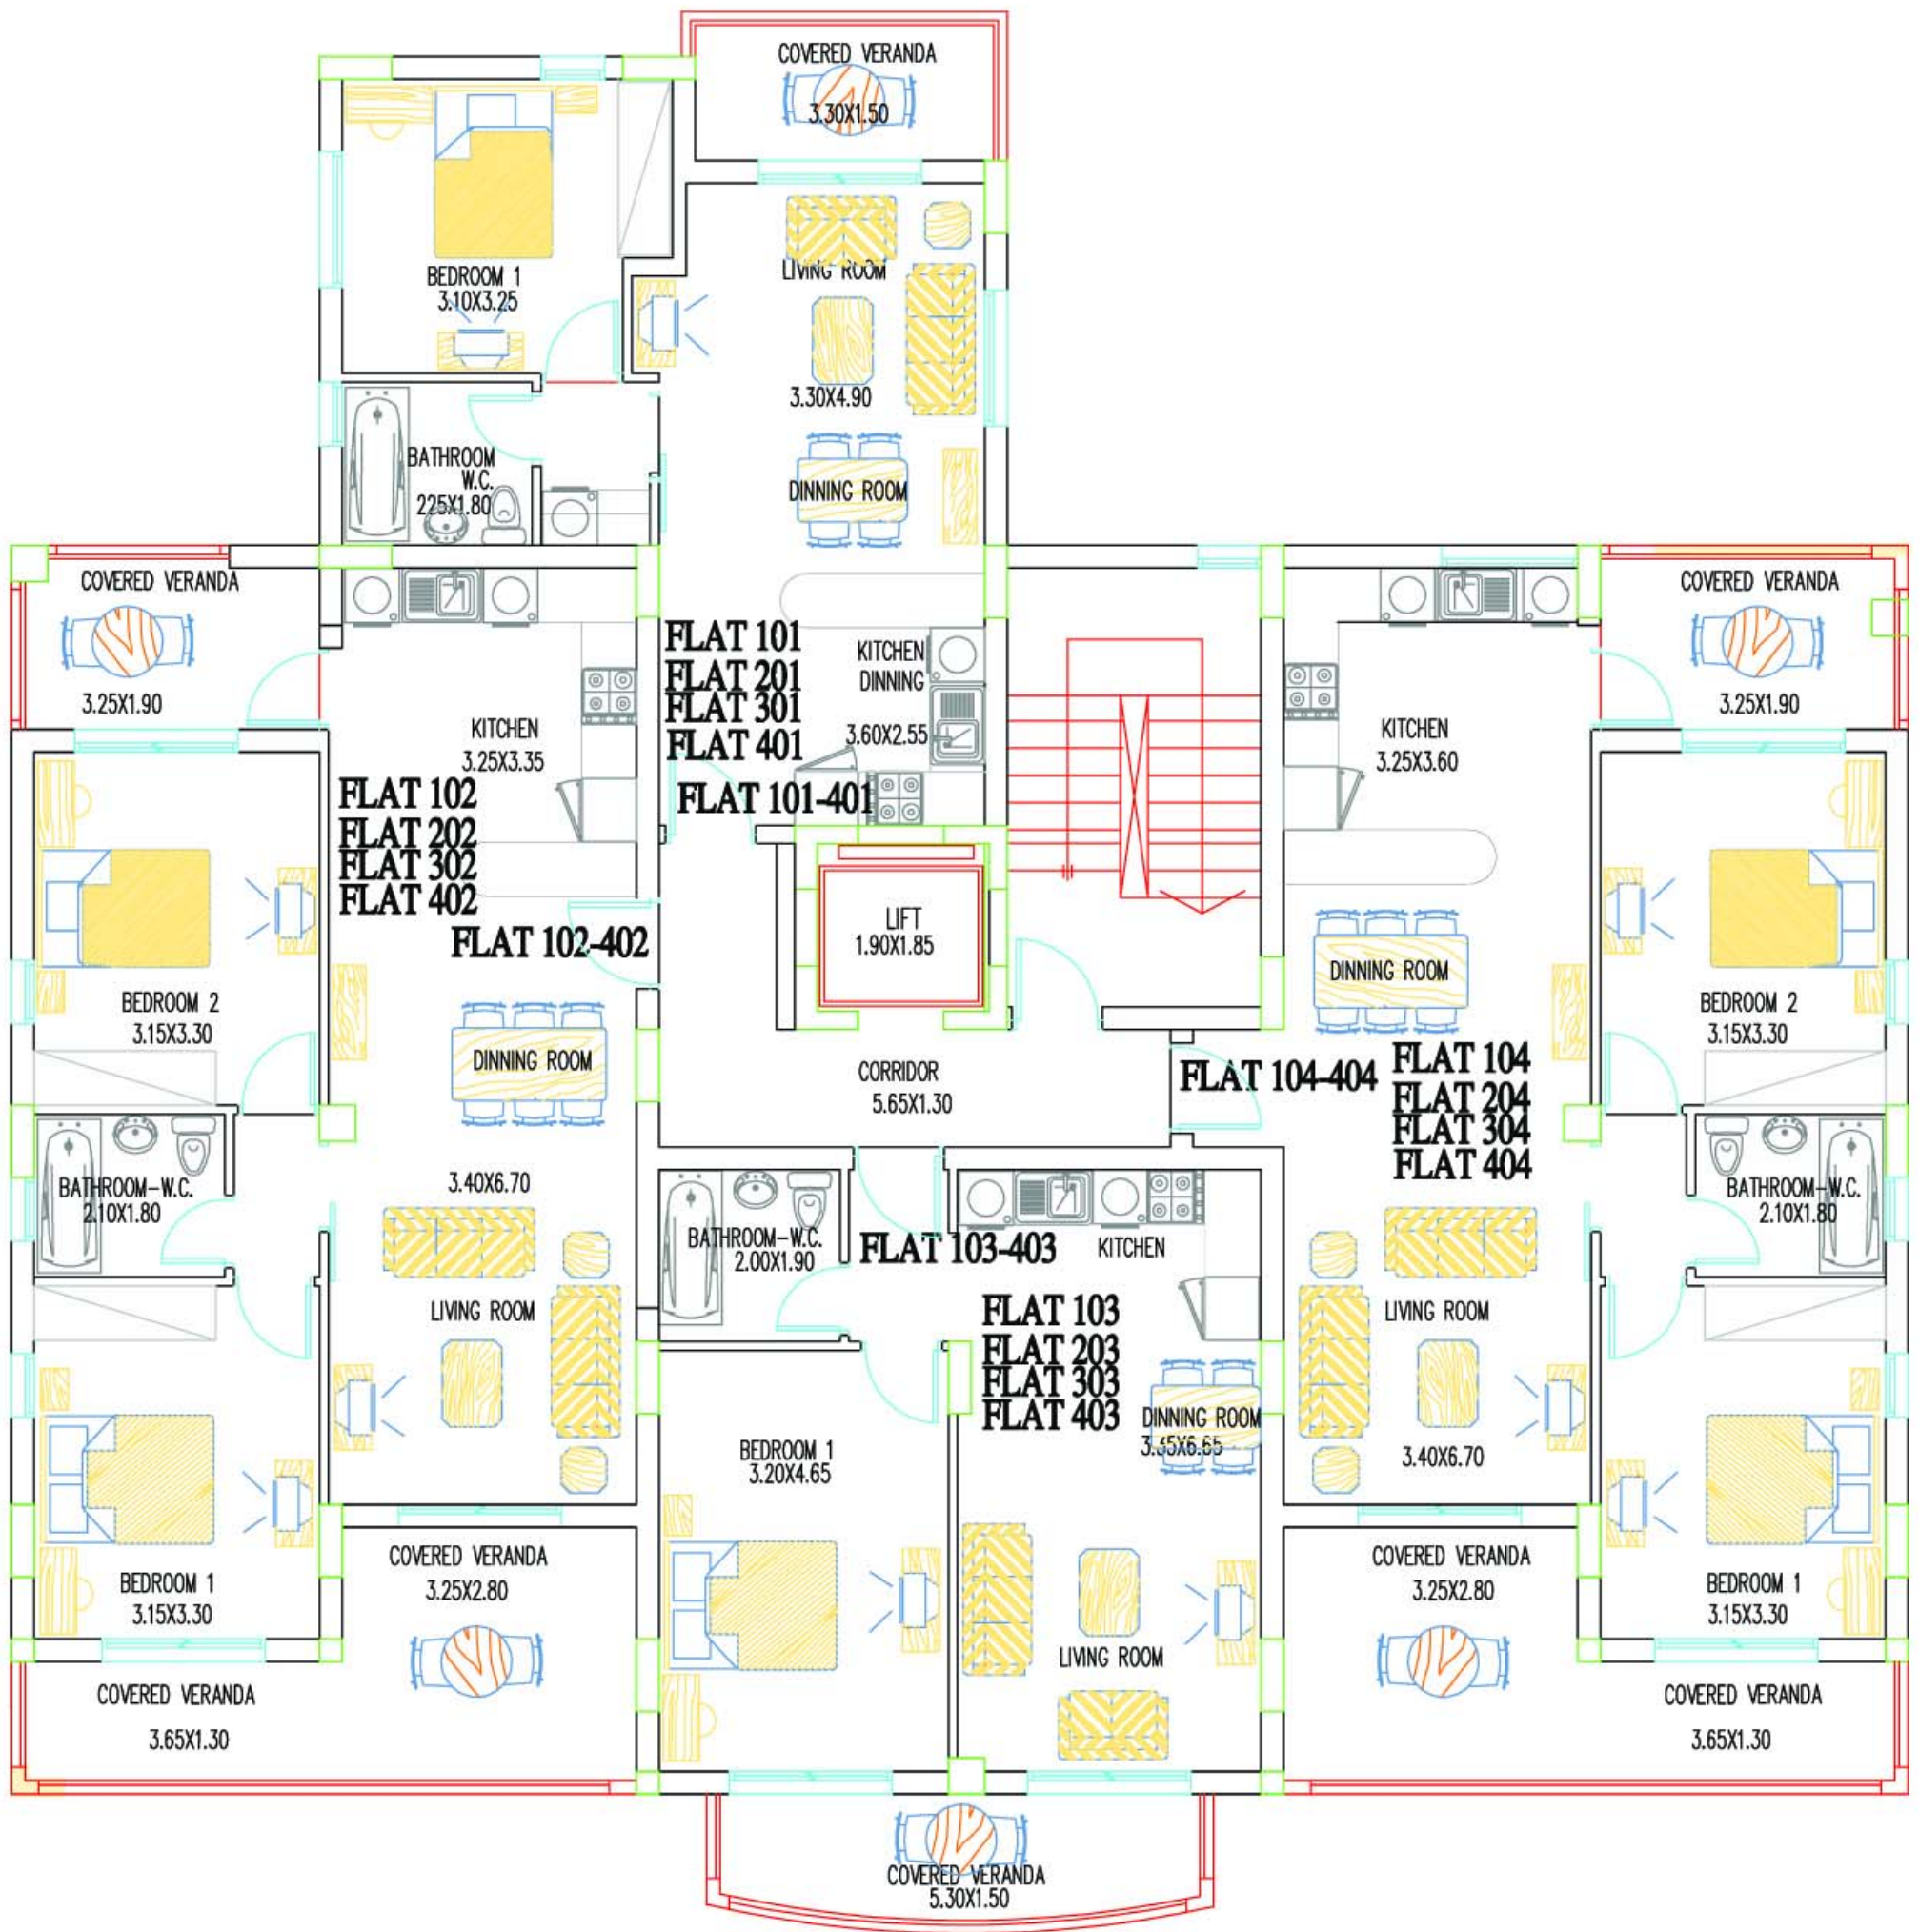 COVERED VERANDA
3.30X1.50
BEDROOM 1
3.10X3.25
LIVING ROOM
3.30X4.90
BATHROOM
W.C.
225X1.80
DINNING ROOM
COVERED VERANDA
3.25X1.90
KITCHEN
3.25X3.35
FLAT 101
FLAT 201
FLAT 301
FLAT 401
KITCHEN
DINNING
3.60X2.55
FLAT 101-401
KITCHEN
3.25X3.60
COVERED VERANDA
3.25X1.90
FLAT 102
FLAT 202
FLAT 302
FLAT 402
FLAT 102-402
LIFT
1.90X1.85
BEDROOM 2
3.15X3.30
DINNING ROOM
DINNING ROOM
BEDROOM 2
3.15X3.30
CORRIDOR
5.65X1.30
FLAT 104-404
FLAT 104
FLAT 204
FLAT 304
FLAT 404
BATHROOM-W.C.
2.10X1.80
3.40X6.70
BATHROOM-W.C.
2.00X1.90
FLAT 103-403
KITCHEN
BATHROOM-W.C.
2.10X1.80
LIVING ROOM
FLAT 103
FLAT 203
FLAT 303
FLAT 403
LIVING ROOM
DINNING ROOM
BEDROOM 1
3.20X4.65
3.40X6.70
BEDROOM 1
3.15X3.30
COVERED VERANDA
3.25X2.80
COVERED VERANDA
3.25X2.80
BEDROOM 1
3.15X3.30
LIVING ROOM
COVERED VERANDA
3.65X1.30
COVERED VERANDA
3.65X1.30
COVERED VERANDA
5.30X1.50